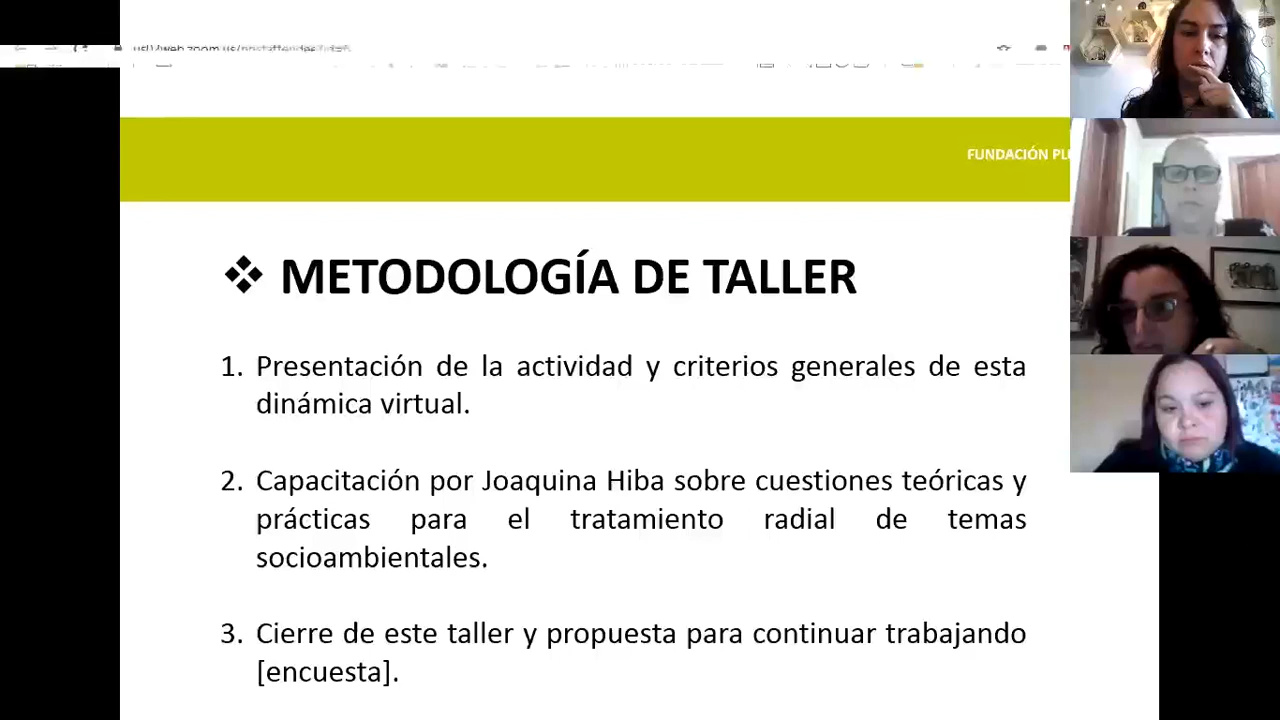 FUNDACIÓN
❖ METODOLOGÍA DE TALLER
1. Presentación de la actividad y criterios generales de esta
dinámica virtual.
2. Capacitación por Joaquina Hiba sobre cuestiones teóricas y
prácticas para el tratamiento radial de temas
socioambientales.
3. Cierre de este taller y propuesta para continuar trabajando
[encuesta].